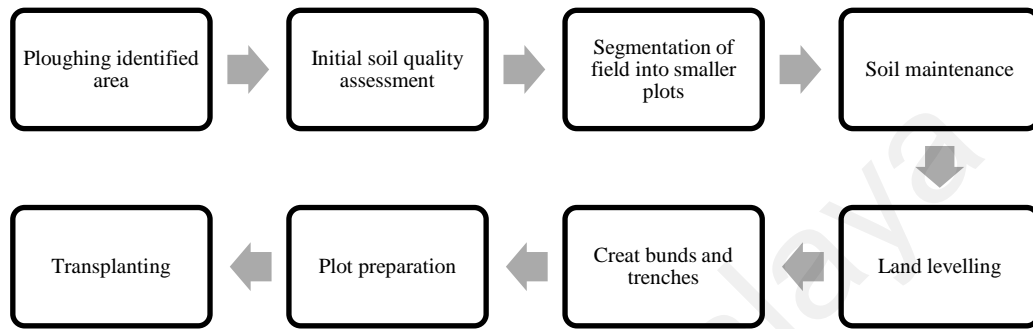 Ploughing identified
area
Initial soil quality
assessment
Segmentation of
field into smaller
plots
Soil maintenance
Land levelling
Creat bunds and
trenches
Plot preparation
Transplanting